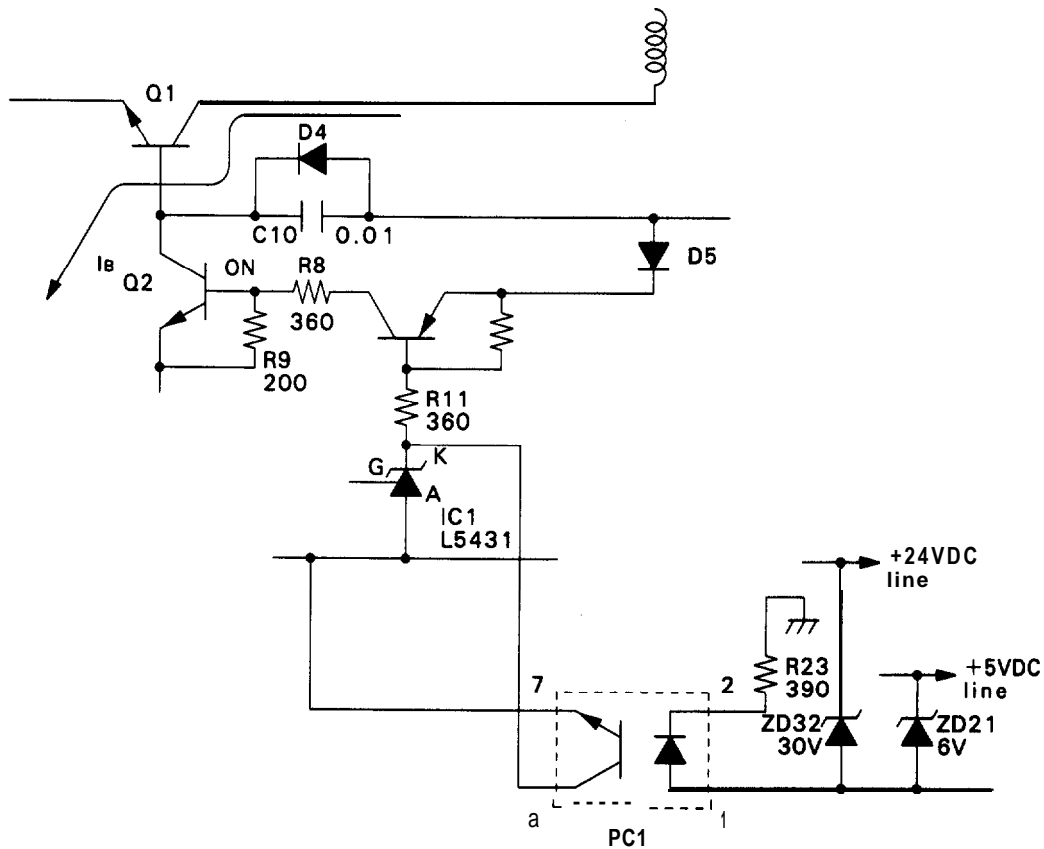 Q1
D4
C10 0.01
D5
IB
Q2
ON
R8
360
R9
200
R11
360
G
K
A
IC1
L5431
+24VDC
line
R23
390
+5VDC
line
7
2
ZD32
30V
ZD21
6V
a
1
PC1